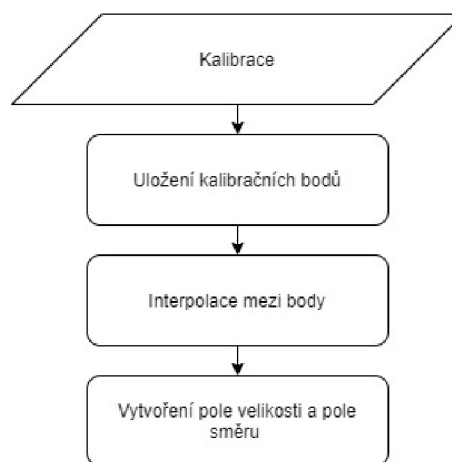 Kalibrace
Uložení kalibračních bodů
Interpolace mezi body
Vytvoření pole velikosti a pole
směru